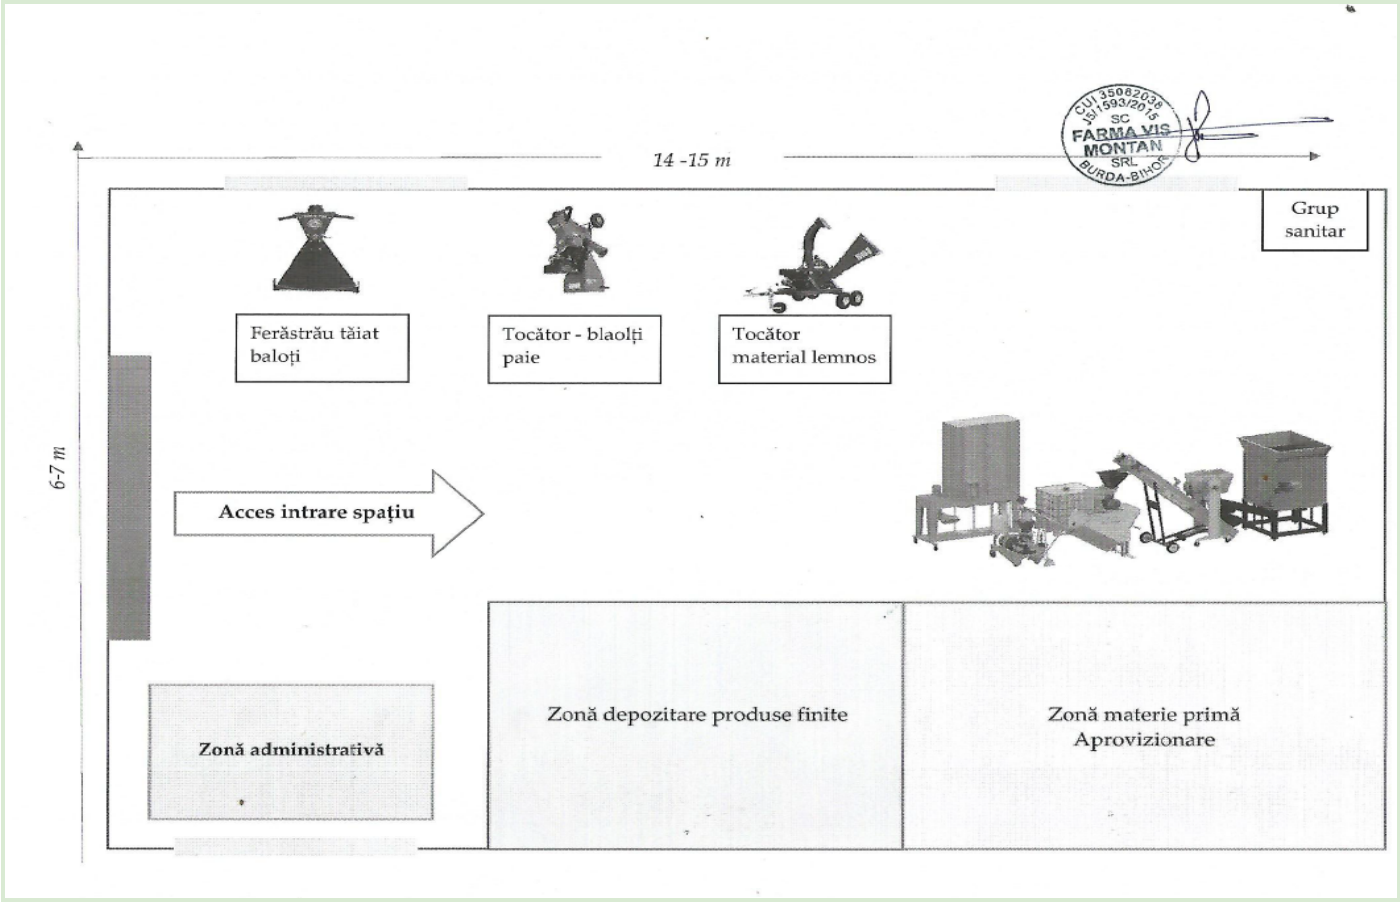 CUI 35082038
J5/1593/2015
SC
FARMA VIS
MONTAN
SRL
BURDA-BIHOR
14 -15 m
Grup
sanitar
Ferăstrău tăiat
baloți
Tocător - blaolți
paie
Tocător
material lemnos
6-7 m
Acces intrare spațiu
Zonă depozitare produse finite
Zonă materie primă
Aprovizionare
Zonă administrativă